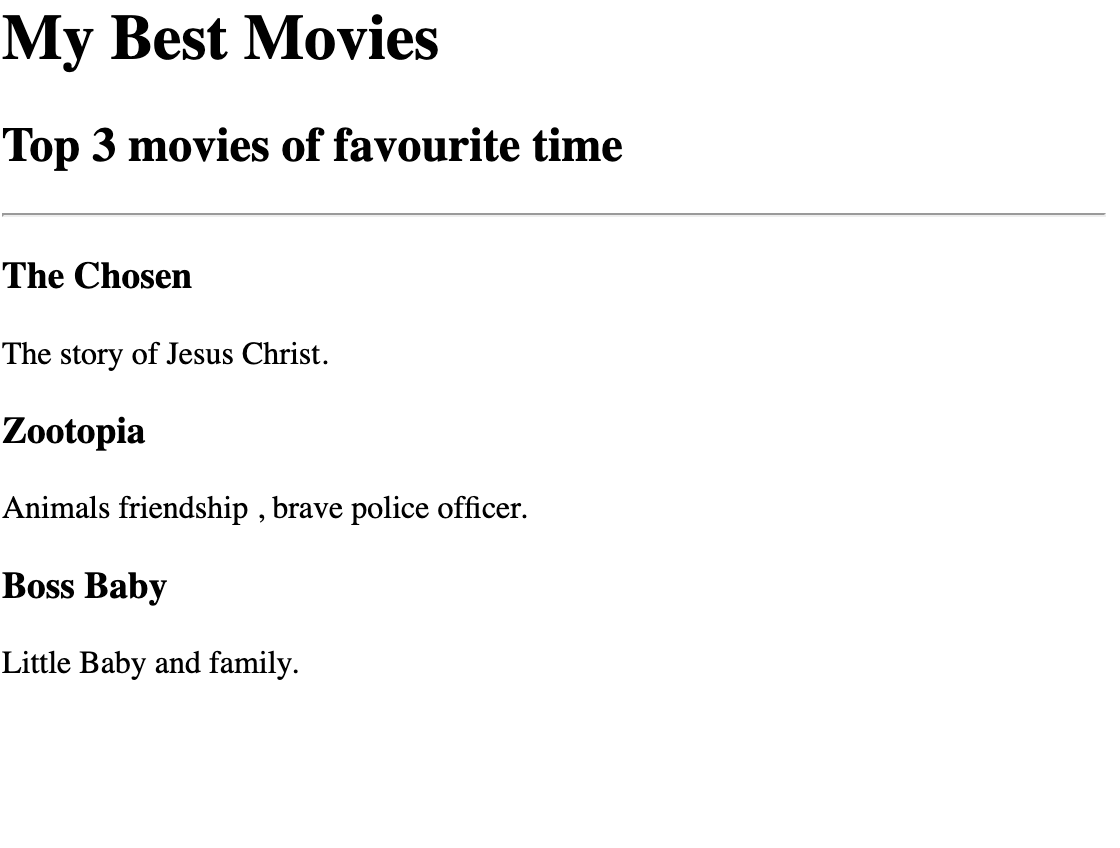 My Best Movies
Top 3 movies of favourite time
The Chosen
The story of Jesus Christ.
Zootopia
Animals friendship , brave police officer.
Boss Baby
Little Baby and family.